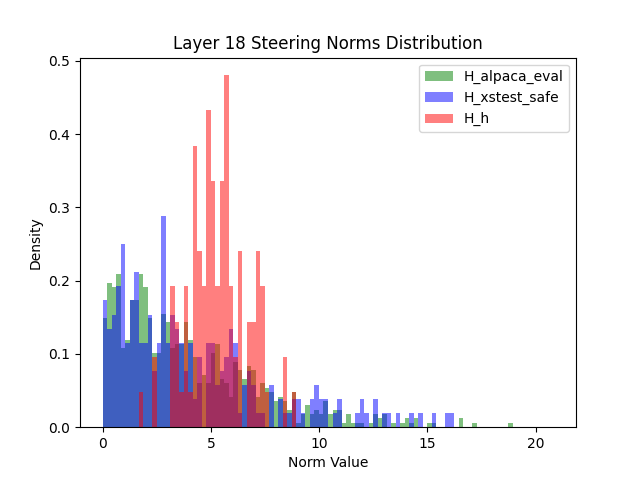 Layer 18 Steering Norms Distribution
H_alpaca_eval
H_xstest_safe
H_h
Density
0.5
0.4
0.3
0.2
0.1
0.0
0 5 10 15 20
Norm Value